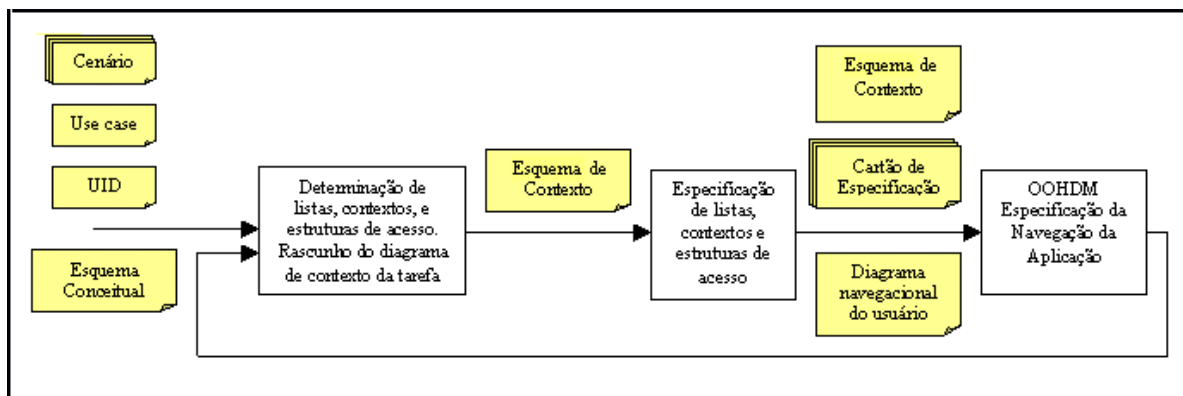 Cenário
Use case
UID
Esquema
Conceitual
Determinação de
listas, contextos, e
estruturas de acesso.
Rascunho do diagrama
de contexto da tarefa
Esquema de
Contexto
Especificação
de listas,
contextos e
estruturas de
acesso
Esquema de
Contexto
Cartão de
Especificação
Diagrama
navegacional
do usuário
OOHDM
Especificação da
Navegação da
Aplicação